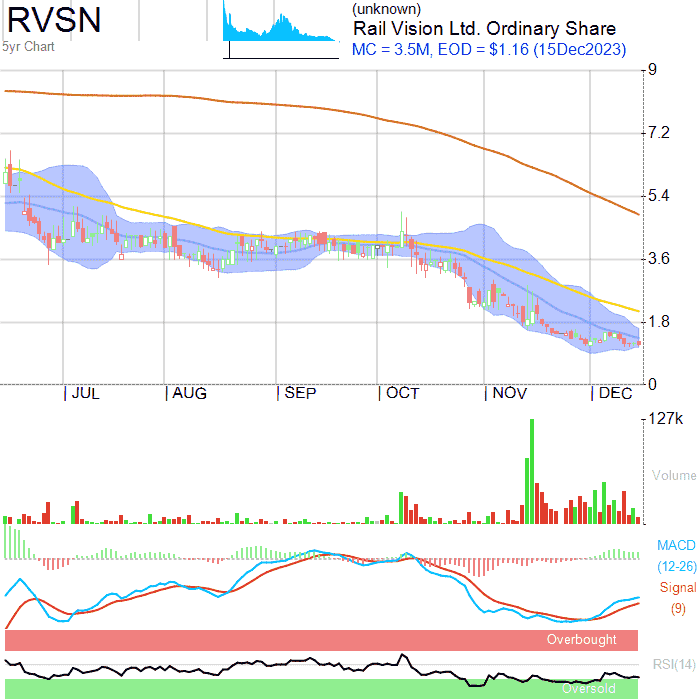 RVSN
5yr Chart
(unknown)
Rail Vision Ltd. Ordinary Share
MC = 3.5M, EOD = $1.16 (15Dec2023)
9
7.2
5.4
3.6
1.8
0
JUL
AUG
SEP
OCT
NOV
DEC
127k
Volume
MACD
(12-26)
Signal
(9)
Overbought
RSI(14)
Oversold